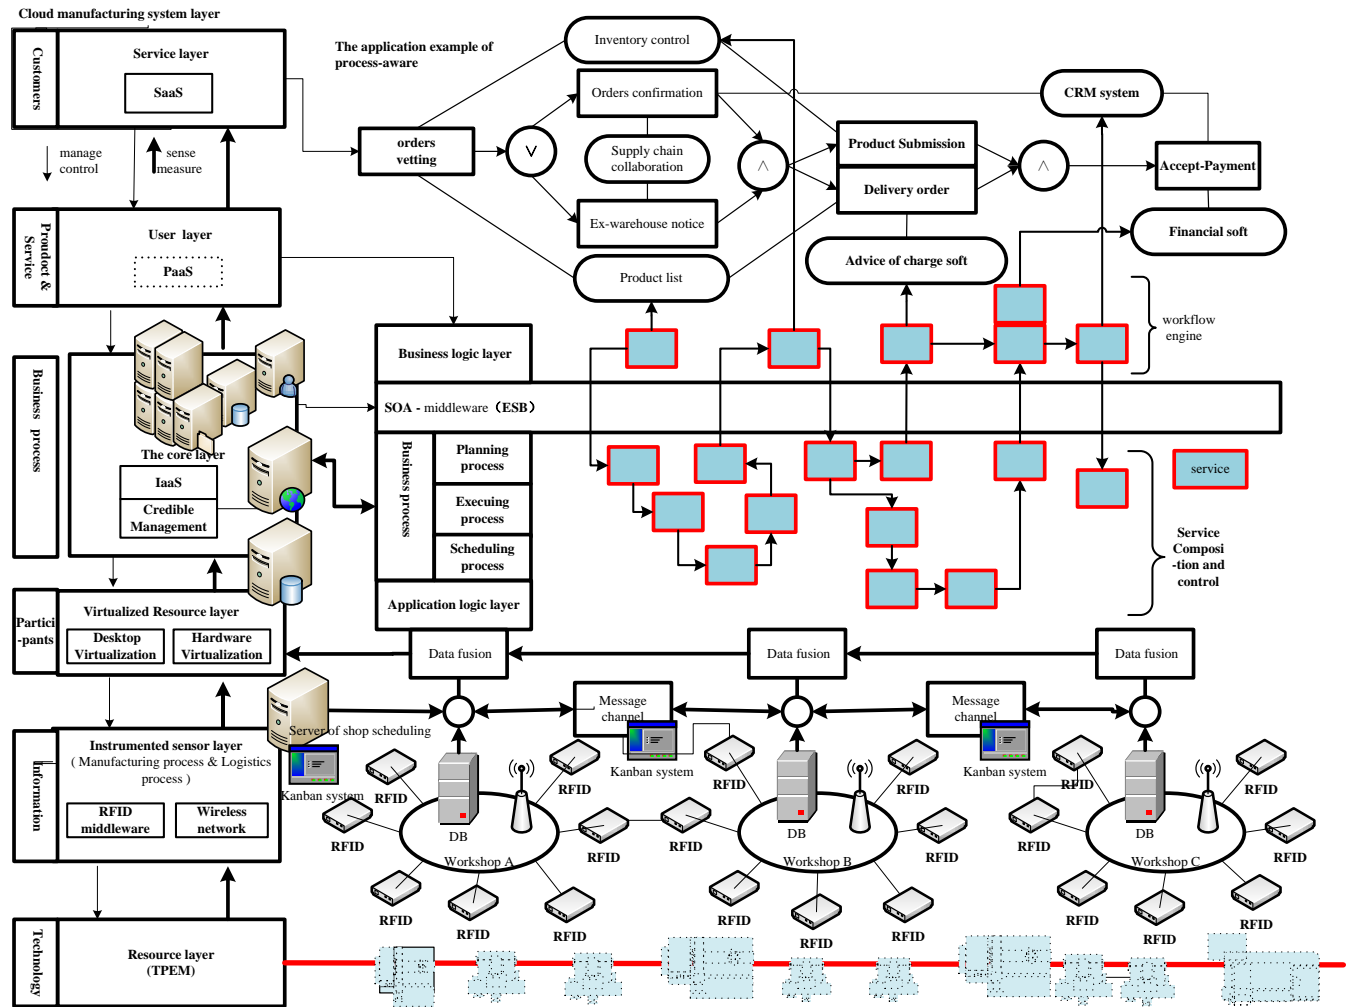 Cloud manufacturing system layer
Customers
Service layer
SaaS
manage
control
sense
measure
Proudoct &
Service
User layer
PaaS
Business process
The core layer
IaaS
Credible
Management
Partici
-pants
Virtualized Resource layer
Desktop
Virtualization
Hardware
Virtualization
Information
Instrumented sensor layer
( Manufacturing process & Logistics
process )
RFID
middleware
Wireless
network
Technology
Resource layer
(TPEM)
The application example of
process-aware
Inventory control
orders
vetting
V
Orders confirmation
Supply chain
collaboration
Ex-warehouse notice
Product list
^
Product Submission
Delivery order
Advice of charge soft
^
CRM system
Accept-Payment
Financial soft
workflow
engine
Business logic layer
SOA - middleware (ESB)
Business process
Planning
process
Execuing
process
Scheduling
process
Application logic layer
service
Service
Composi
-tion and
control
Data fusion
Data fusion
Data fusion
Message
channel
Message
channel
Server of shop scheduling
Kanban system
Kanban system
Kanban system
RFID
RFID
RFID
RFID
RFID
RFID
RFID
DB
Workshop A
RFID
RFID
RFID
RFID
RFID
RFID
RFID
DB
Workshop B
RFID
RFID
RFID
RFID
RFID
RFID
RFID
DB
Workshop C